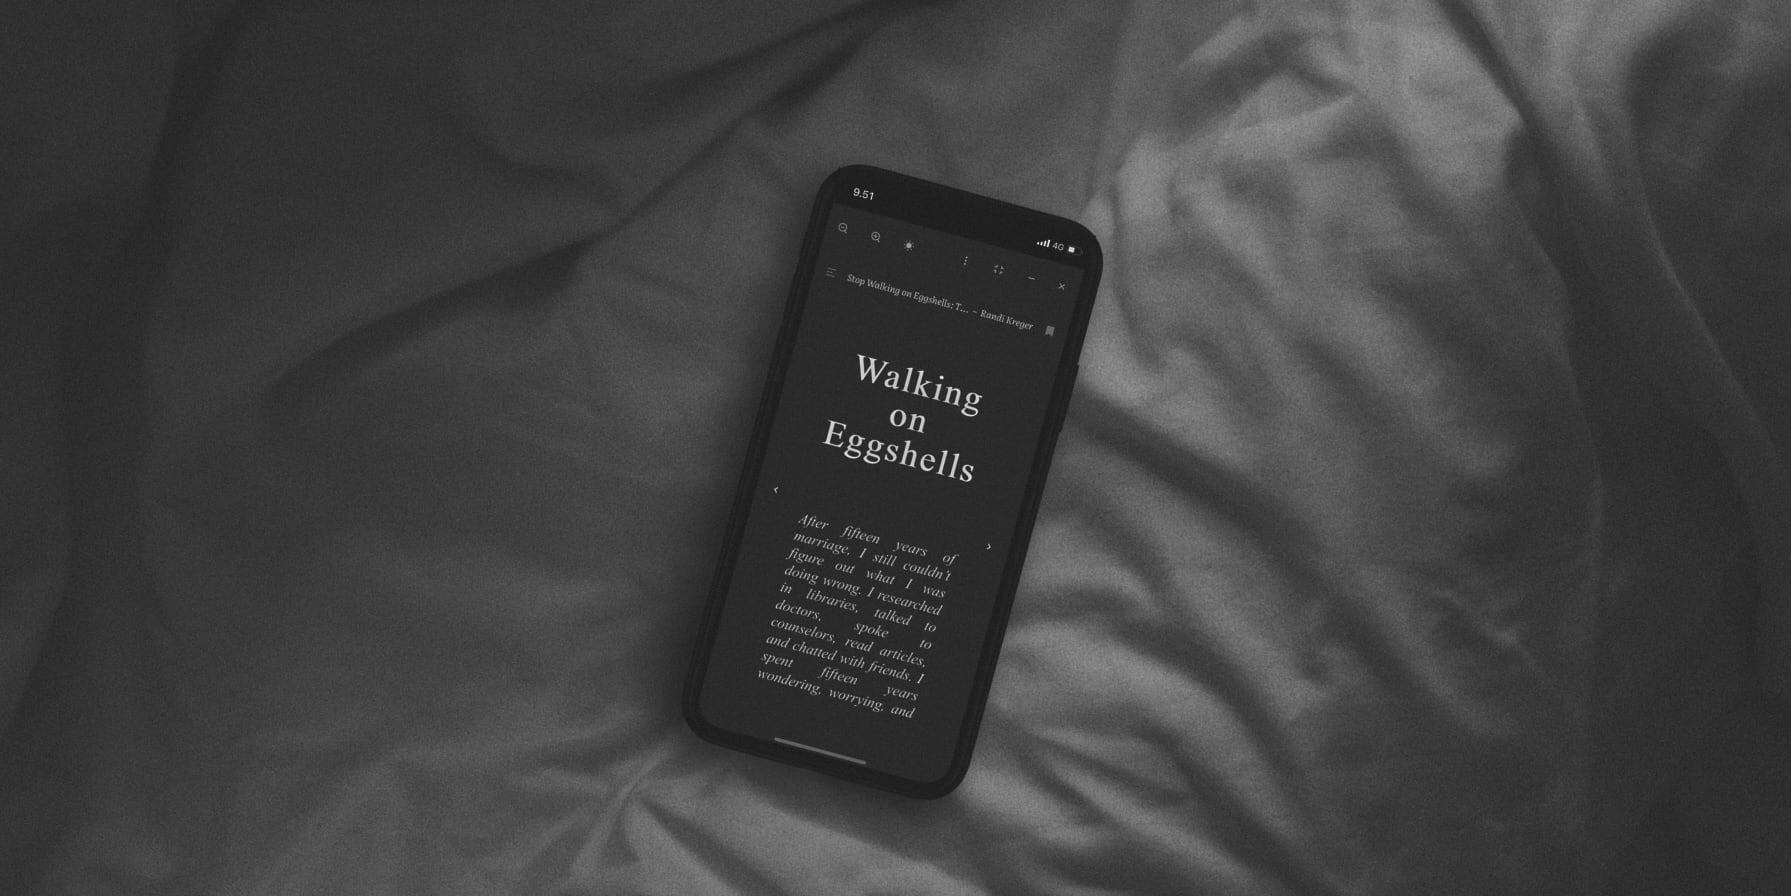 9.51
4G
Stop Walking on Eggshells: T... – Randi Kreger
Walking
on
Eggshells
After fifteen years of
marriage, I still couldn't
figure out what I was
doing wrong. I researched
in libraries, talked to
doctors, spoke to
counselors, read articles,
and chatted with friends. I
spent fifteen years
wondering, worrying, and